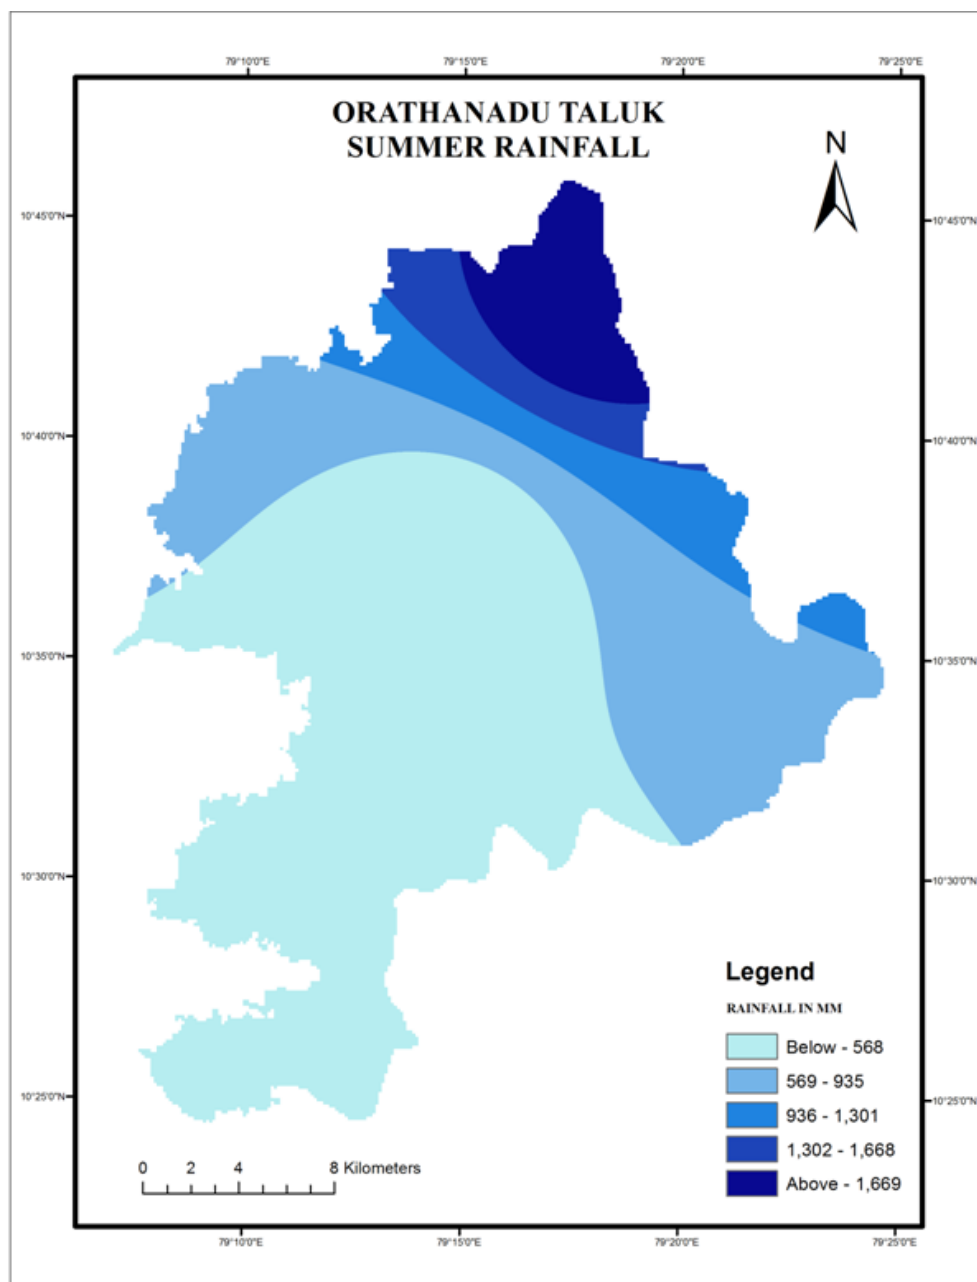 79°10'0"E 79°15'0"E 79°20'0"E 79°25'0"E
ORATHANADU TALUK
SUMMER RAINFALL
N
10°45'0"N 10°45'0"N
10°40'0"N 10°40'0"N
10°35'0"N 10°35'0"N
10°30'0"N 10°30'0"N
10°25'0"N 10°25'0"N
Legend
RAINFALL IN MM
Below - 568
569 - 935
936 - 1,301
1,302 - 1,668
Above - 1,669
0 2 4 8 Kilometers
79°10'0"E 79°15'0"E 79°20'0"E 79°25'0"E